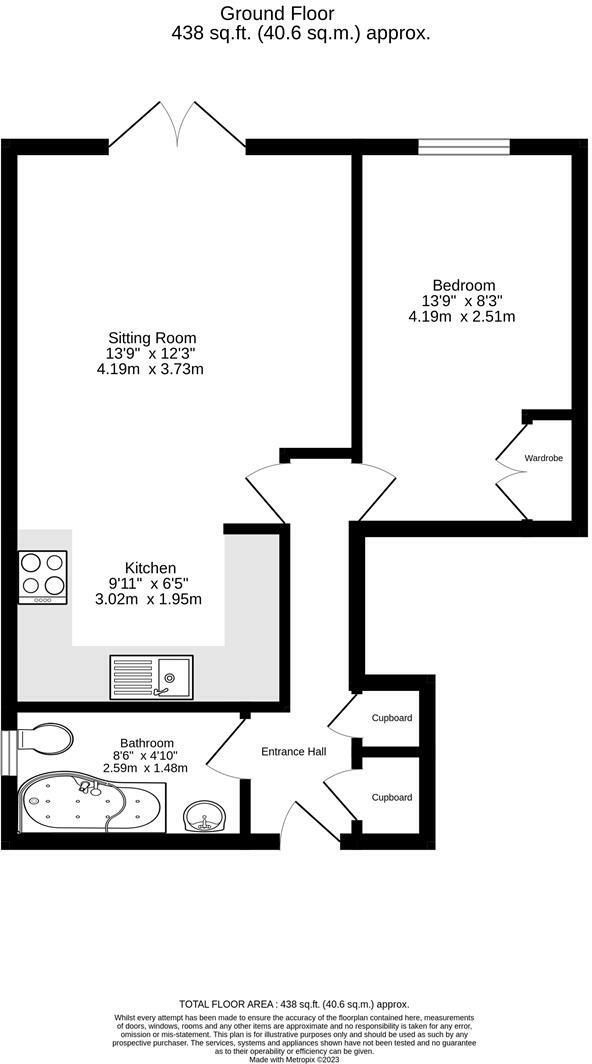 Ground Floor
438 sq.ft. (40.6 sq.m.) approx.
Bedroom
13'9" x 8'3"
4.19m x 2.51m
Sitting Room
13'9" x 12'3"
4.19m x 3.73m
Wardrobe
Kitchen
9'11" x 6'5"
3.02m x 1.95m
Cupboard
Bathroom
8'6" x 4'10"
2.59m x 1.48m
Entrance Hall
Cupboard
TOTAL FLOOR AREA : 438 sq.ft. (40.6 sq.m.) approx.
Whilst every attempt has been made to ensure the accuracy of the floorplan contained here, measurements
of doors, windows, rooms and any other items are approximate and no responsibility is taken for any error,
omission or mis-statement. This plan is for illustrative purposes only and should be used as such by any
prospective purchaser. The services, systems and appliances shown have not been tested and no guarantee
as to their operability or efficiency can be given.
Made with Metropix ©2023